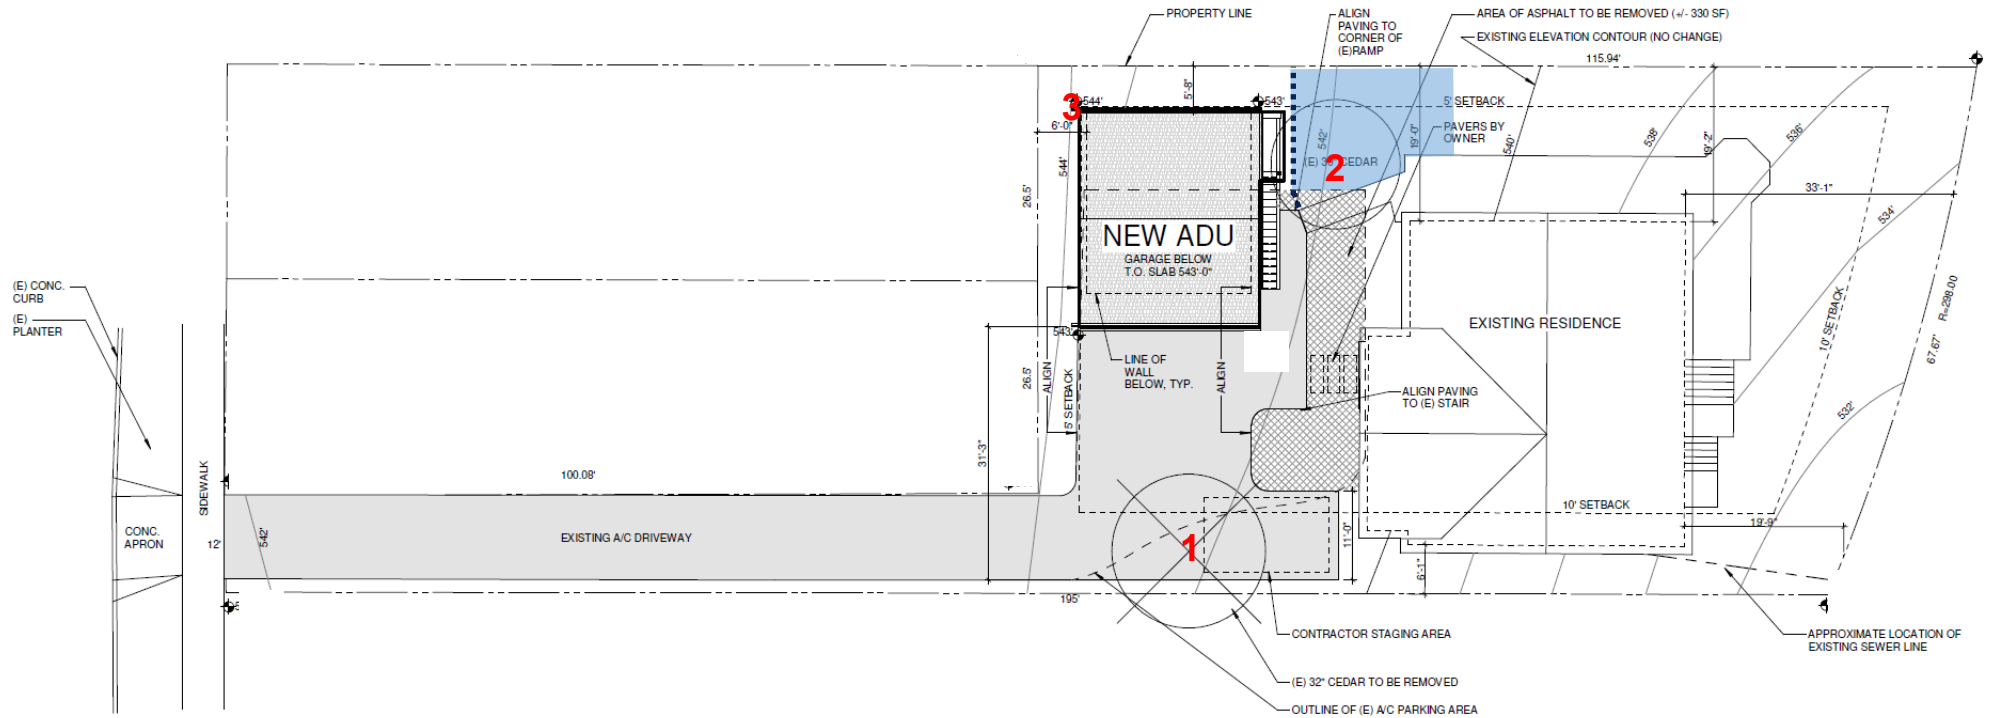 PROPERTY LINE
ALIGN
PAVING TO
CORNER OF
(E)RAMP
AREA OF ASPHALT TO BE REMOVED (+/- 330 SF)
EXISTING ELEVATION CONTOUR (NO CHANGE)
115.94'
5'-8"
3
544'
543'
5' SETBACK
6'-0"
PAVERS BY
OWNER
542'
19'-0"
540'
538'
19'-2"
536'
544'
2
CEDAR
26.5'
33'-1"
534'
NEW ADU
GARAGE BELOW
T.O. SLAB 543'-0"
(E) CONC.
CURB
(E)
PLANTER
EXISTING RESIDENCE
10' SETBACK
R=298.00
67.67'
543'
LINE OF
WALL
BELOW, TYP.
ALIGN
ALIGN
26.5'
5' SETBACK
ALIGN PAVING
TO (E) STAIR
532'
31'-3"
100.08'
SIDEWALK
10' SETBACK
19'-9"
CONC.
APRON
12'
542'
EXISTING A/C DRIVEWAY
1
11'-0"
6'-1"
195'
CONTRACTOR STAGING AREA
APPROXIMATE LOCATION OF
EXISTING SEWER LINE
(E) 32" CEDAR TO BE REMOVED
OUTLINE OF (E) A/C PARKING AREA